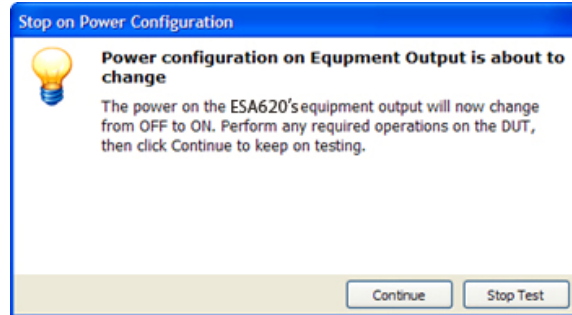 Stop on Power Configuration
Power configuration on Equpment Output is about to
change
The power on the ESA620's equipment output will now change
from OFF to ON. Perform any required operations on the DUT,
then click Continue to keep on testing.
Continue
Stop Test